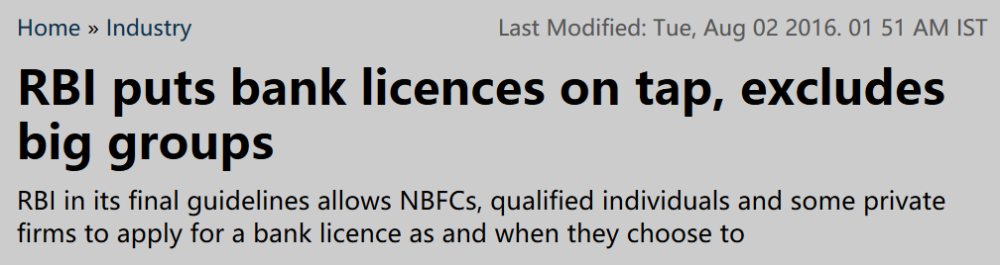 Home » Industry Last Modified: Tue, Aug 02 2016. 01 51 AM IST
RBI puts bank licences on tap, excludes
big groups
RBI in its final guidelines allows NBFCs, qualified individuals and some private
firms to apply for a bank licence as and when they choose to